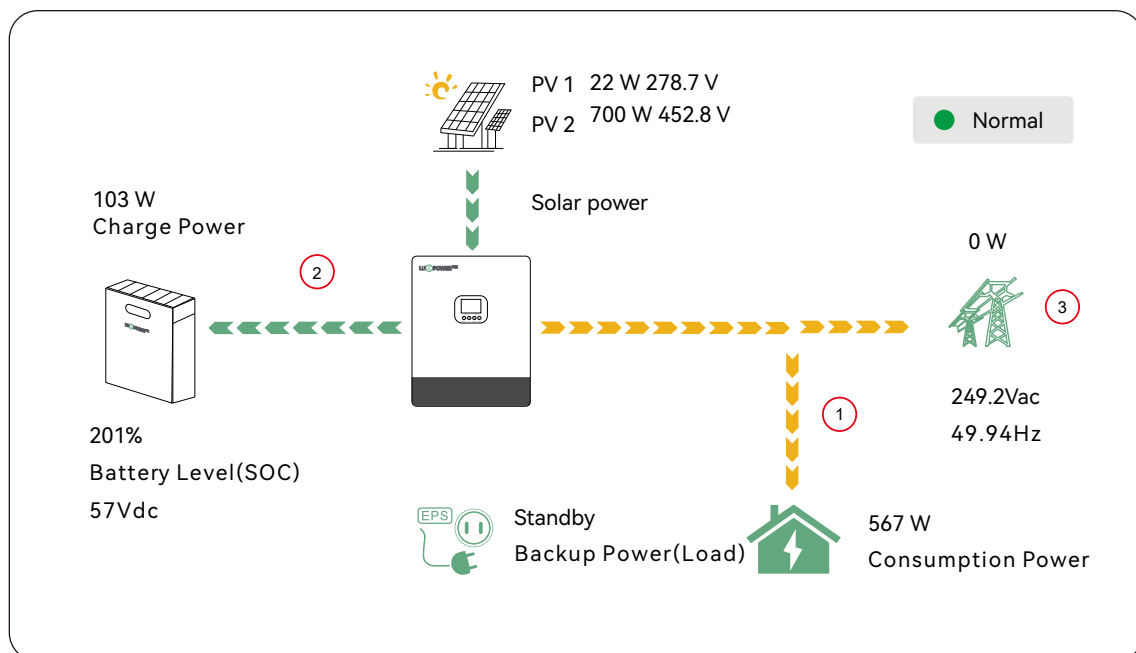 PV 1 22 W 278.7 V
PV 2 700 W 452.8 V
Normal
103 W
Charge Power
Solar power
0 W
2
3
249.2Vac
49.94Hz
1
201%
Battery Level(SOC)
57Vdc
EPS
Standby
Backup Power(Load)
567 W
Consumption Power